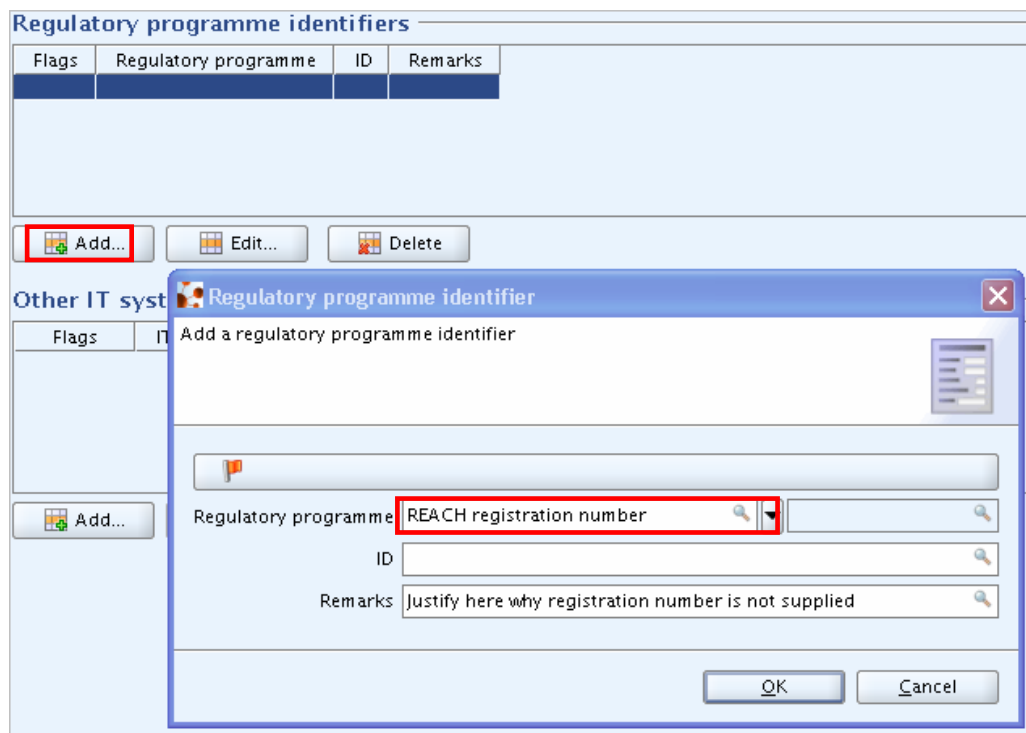 Regulatory programme identifiers
Flags Regulatory programme ID Remarks
Add... Edit... Delete
Other IT syst
Regulatory programme identifier
Flags IT
Add a regulatory programme identifier
Add...
Regulatory programme REACH registration number
ID
Remarks Justify here why registration number is not supplied
OK Cancel